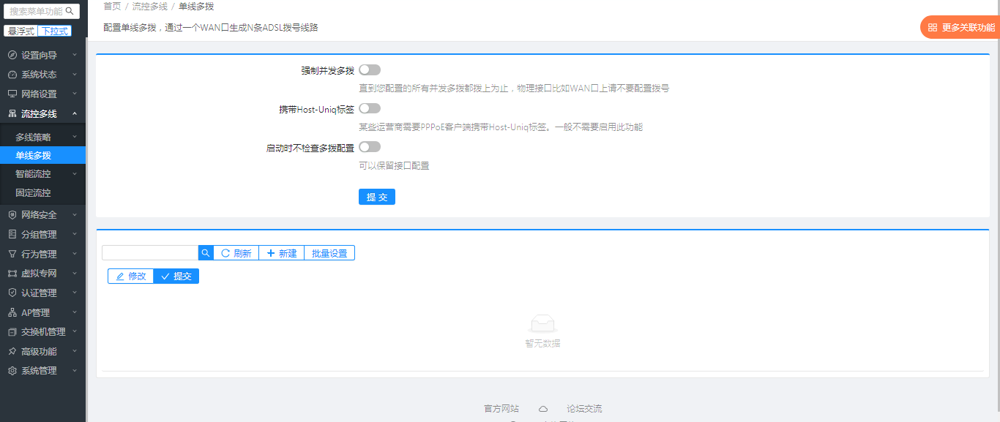 搜索菜单功能
悬浮式 下拉式
设置向导
系统状态
网络设置
流控多线
多线策略
单线多拨
智能流控
固定流控
网络安全
分组管理
行为管理
虚拟专网
认证管理
AP管理
交换机管理
高级功能
系统管理
首页 / 流控多线 / 单线多拨
配置单线多拨，通过一个WAN口生成N条ADSL拨号线路
更多关联功能
强制并发多拨
直到您配置的所有并发多拨都拨上为止，物理接口比如WAN口上请不要配置拨号
携带Host-Uniq标签
某些运营商需要PPPoE客户端携带Host-Uniq标签。一般不需要启用此功能
启动时不检查多拨配置
可以保留接口配置
提 交
刷新 新建 批量设置
修改 提交
暂无数据
官方网站 论坛交流